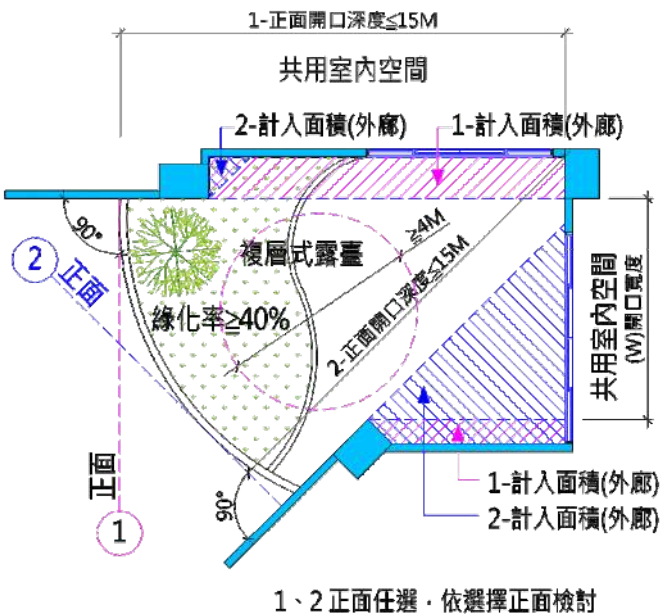 1-正面開口深度≦15M
共用室內空間
2-計入面積(外廊)
1-計入面積(外廊)
90°
2
正面
複層式露臺
≧4M
綠化率≧40%
2-正面開口深度≦15M
共用室內空間
(W)開口寬度
正面
1
90°
1-計入面積(外廊)
2-計入面積(外廊)
1、2 正面任選，依選擇正面檢討